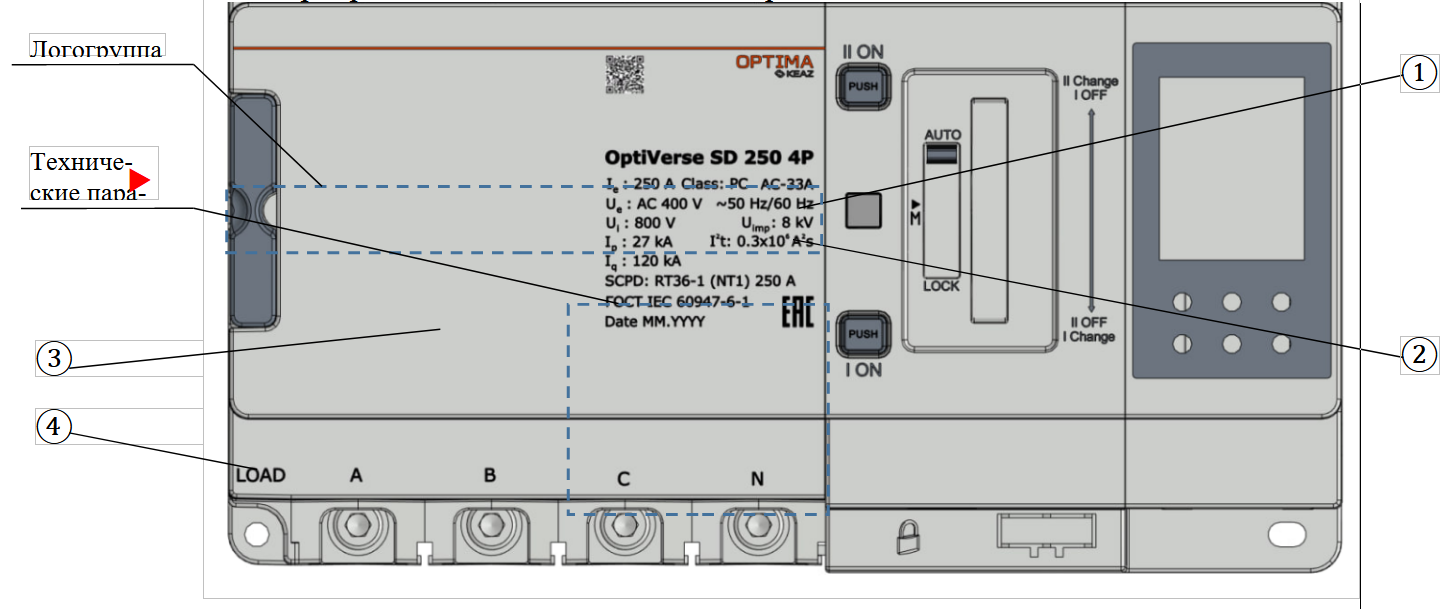 Логогруппа
Техниче-
ские пара-
OPTIMA
KEAZ
OptiVerse SD 250 4P
Ie : 250 A Class: PC AC-33A
Ue : AC 400 V ~50 Hz/60 Hz
Ui : 800 V Uimp: 8 kV
Ip : 27 kA I²t: 0.3x10⁶A²s
Iq : 120 kA
SCPD: RT36-1 (NT1) 250 A
ГОСТ IEC 60947-6-1
Date MM.YYYY
EAC
II ON
PUSH
PUSH
I ON
AUTO
M
LOCK
II Change
I OFF
II OFF
I Change
1
2
3
4
LOAD A B C N